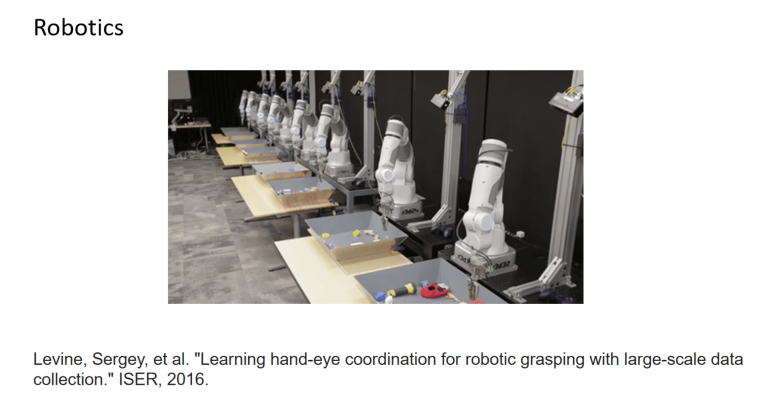 Robotics
Levine, Sergey, et al. "Learning hand-eye coordination for robotic grasping with large-scale data
collection." ISER, 2016.